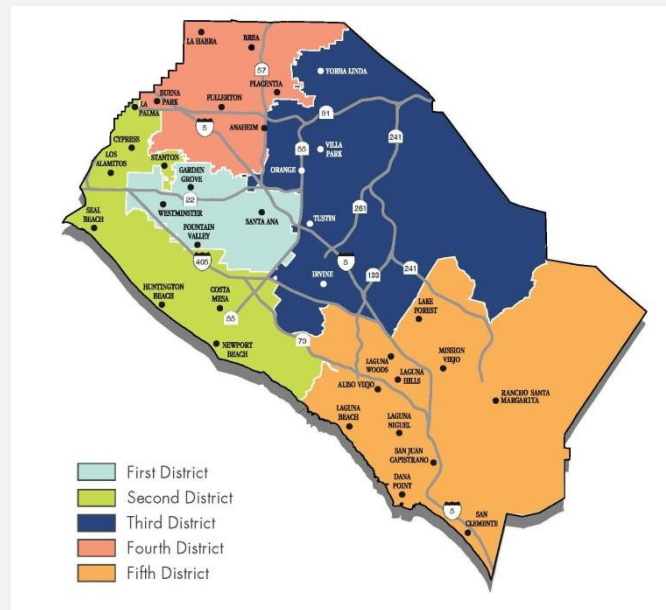 LA HABRA
BREA
57
YORBA LINDA
BUENA
PARK
FULLERTON
PLACENTIA
LA
PALMA
91
5
ANAHEIM
55
241
CYPRESS
VILLA
PARK
LOS
ALAMITOS
STANTON
ORANGE
GARDEN
GROVE
22
261
SEAL
BEACH
WESTMINSTER
SANTA ANA
TUSTIN
FOUNTAIN
VALLEY
405
5
133
241
IRVINE
HUNTINGTON
BEACH
COSTA
MESA
55
LAKE
FOREST
73
NEWPORT
BEACH
LAGUNA
WOODS
MISSION
VIEJO
LAGUNA
HILLS
ALISO VIEJO
RANCHO SANTA
MARGARITA
LAGUNA
BEACH
LAGUNA
NIGUEL
SAN JUAN
CAPISTRANO
DANA
POINT
5
SAN
CLEMENTE
First District
Second District
Third District
Fourth District
Fifth District